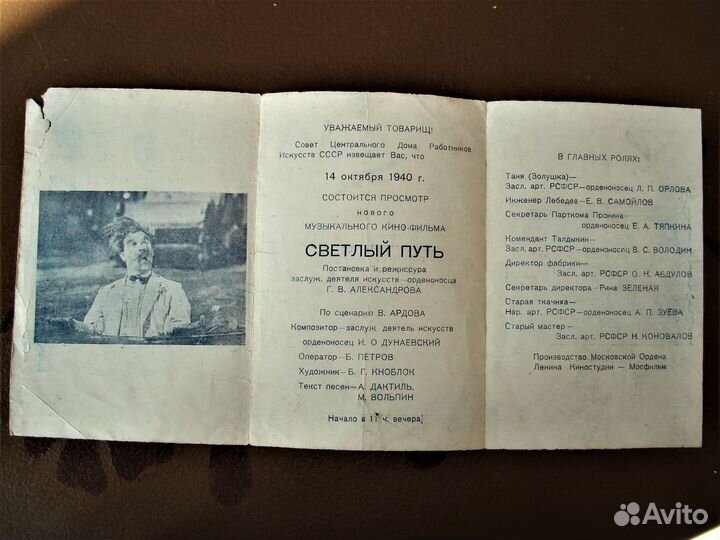 УВАЖАЕМЫЙ ТОВАРИЩ!
Совет Центрального Дома Работников
Искусств СССР извещает Вас, что
14 октября 1940 г.
СОСТОИТСЯ ПРОСМОТР
нового
МУЗЫКАЛЬНОГО КИНО-ФИЛЬМА
СВЕТЛЫЙ ПУТЬ
Постановка и режиссура
заслуж. деятеля искусств—орденоносца
Г. В. АЛЕКСАНДРОВА
По сценарию В. АРДОВА
Композитор—заслуж деятель искусств
орденоносец И. О ДУНАЕВСКИЙ
Оператор—Б. ПЕТРОВ
Художник—Б. Г. КНОБЛОК
Текст песен—А. ДАКТИЛЬ,
М. ВОЛЬПИН
Начало в 11 ч. вечера
В ГЛАВНЫХ РОЛЯХ:
Таня (Золушка)—
Засл. арт. РСФСР—орденоносец Л. П. ОРЛОВА
Инженер Лебедев—Е. В. САМОЙЛОВ
Секретарь Парткома Пронина—
орденоносец Е. А. ТЯПКИНА
Комендант Талдыкин—
Засл. арт. РСФСР—орденоносец В. С. ВОЛОДИН
Директор фабрики—
Засл. арт. РСФСР О. Н. АБДУЛОВ
Секретарь директора—Рина ЗЕЛЕНАЯ
Старая ткачиха—
Нар. арт. РСФСР—орденоносец А. П. ЗУЕВА
Старый мастер—
Засл. арт. РСФСР Н. КОНОВАЛОВ
Производство Московской Ордена
Ленина Киностудии — Мосфильм
Avito